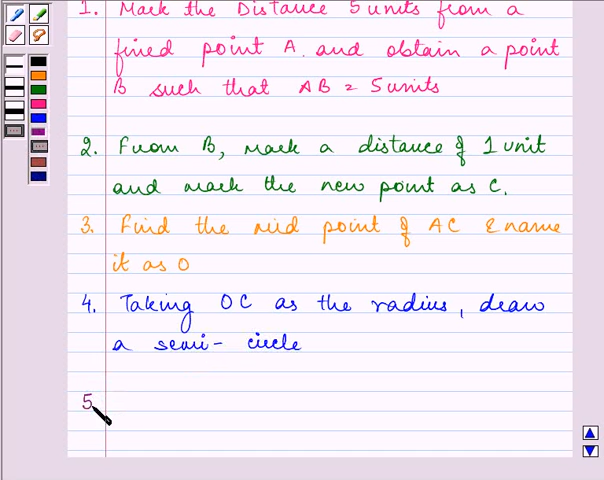 1. Mark the Distance 5 units from a
fixed point A and obtain a point
B such that AB = 5 units
2. From B, mark a distance of 1 unit
and mark the new point as C.
3. Find the mid point of AC & name
it as O
4. Taking OC as the radius, draw
a semi-circle
5.